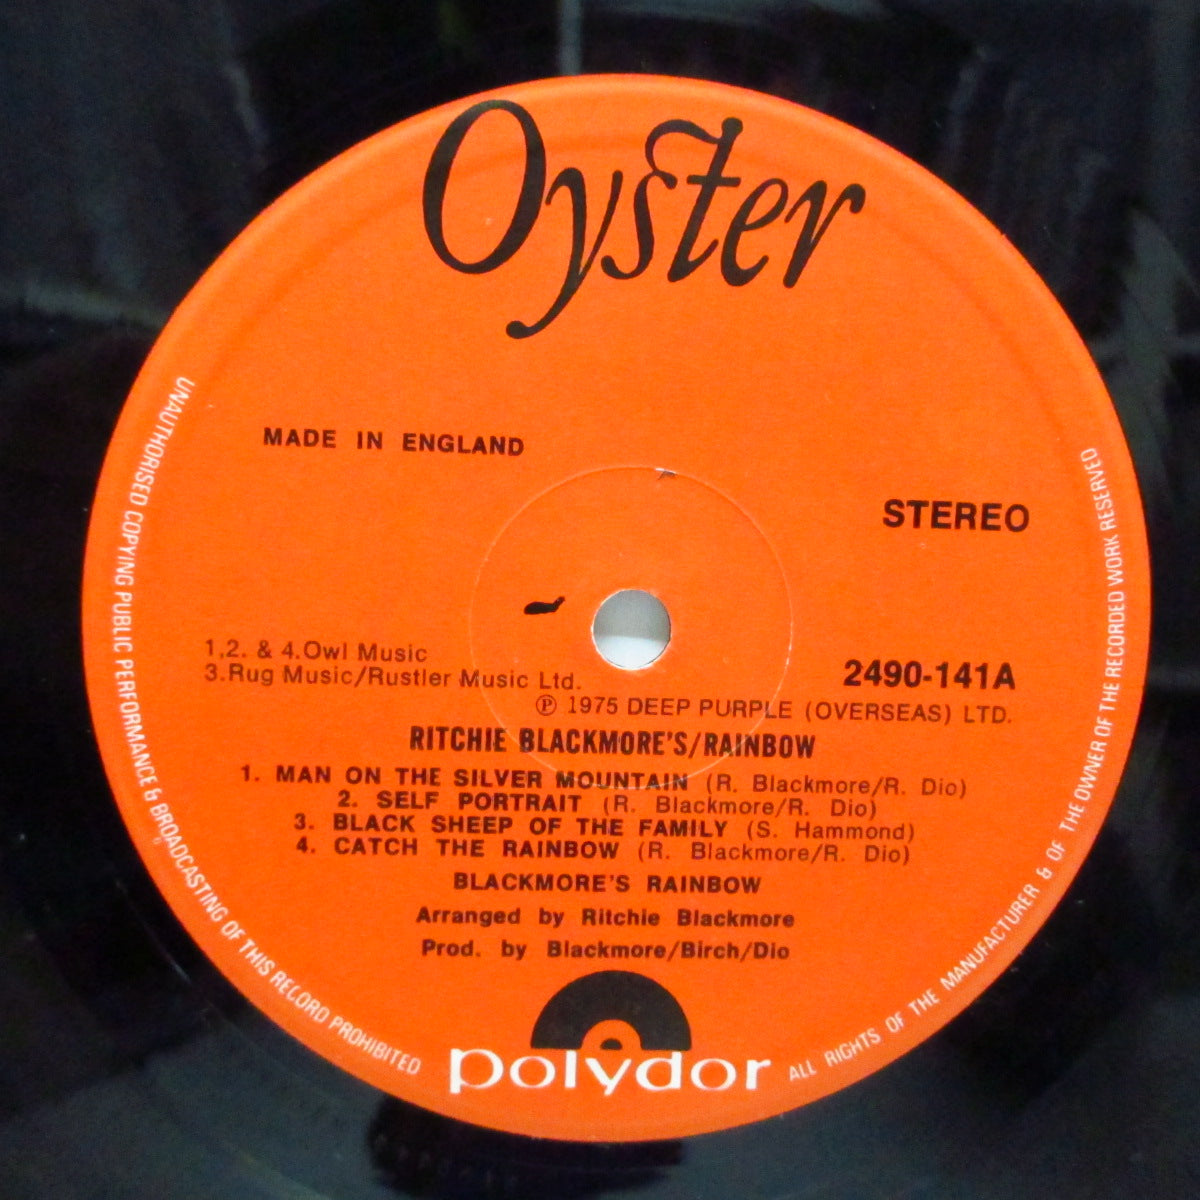 Oyster
MADE IN ENGLAND
STEREO
1,2. & 4.Owl Music
3.Rug Music/Rustler Music Ltd.
2490-141A
℗ 1975 DEEP PURPLE (OVERSEAS) LTD.
RITCHIE BLACKMORE'S/RAINBOW
1. MAN ON THE SILVER MOUNTAIN (R. Blackmore/R. Dio)
2. SELF PORTRAIT (R. Blackmore/R. Dio)
3. BLACK SHEEP OF THE FAMILY (S. Hammond)
4. CATCH THE RAINBOW (R. Blackmore/R. Dio)
BLACKMORE'S RAINBOW
Arranged by Ritchie Blackmore
Prod. by Blackmore/Birch/Dio
polydor
UNAUTHORISED COPYING PUBLIC PERFORMANCE & BROADCASTING OF THIS RECORD PROHIBITED
ALL RIGHTS OF THE MANUFACTURER & OF THE OWNER OF THE RECORDED WORK RESERVED